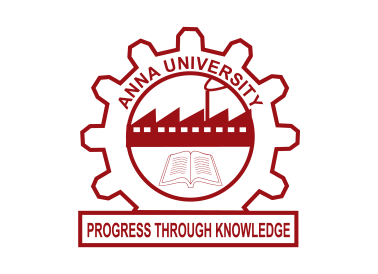 ANNA UNIVERSITY
PROGRESS THROUGH KNOWLEDGE